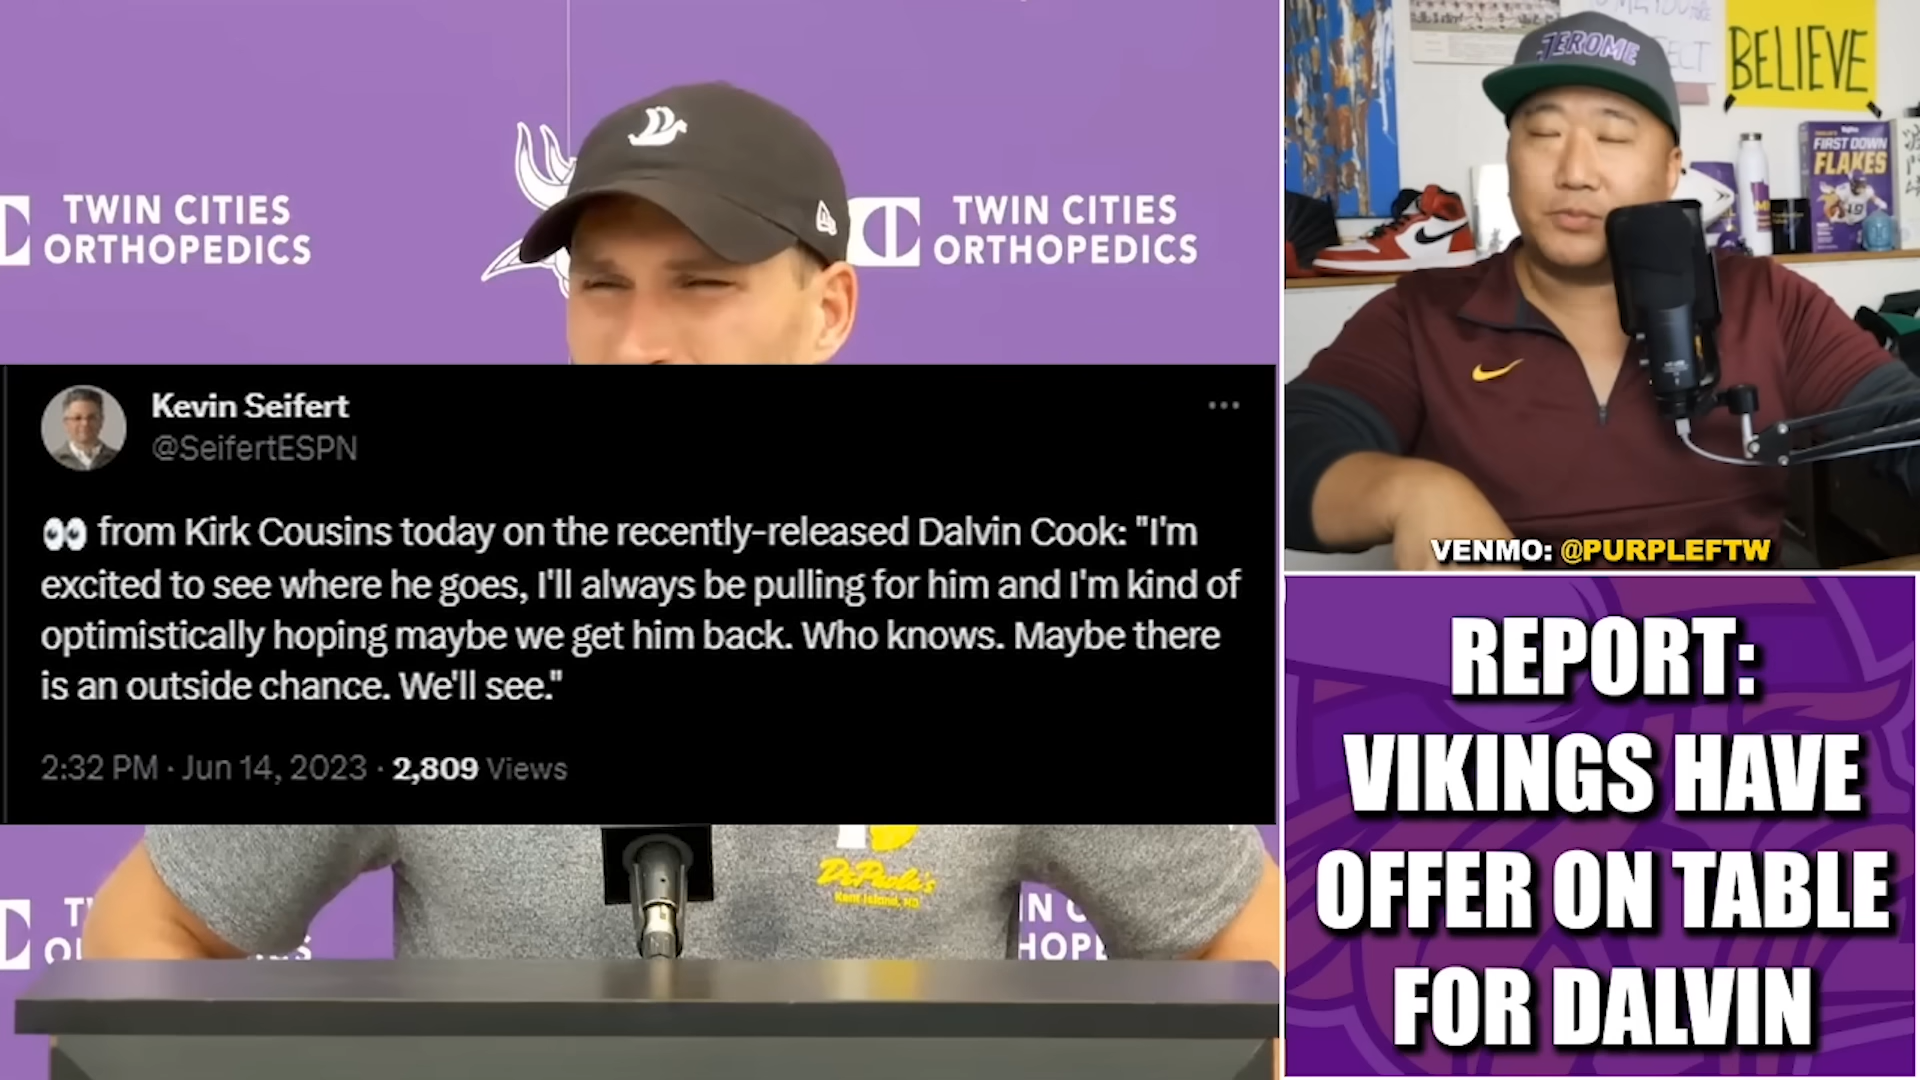 TWIN CITIES
ORTHOPEDICS
TWIN CITIES
ORTHOPEDICS
Kevin Seifert
@SeifertESPN
👀 from Kirk Cousins today on the recently-released Dalvin Cook: "I'm
excited to see where he goes, I'll always be pulling for him and I'm kind of
optimistically hoping maybe we get him back. Who knows. Maybe there
is an outside chance. We'll see."
2:32 PM · Jun 14, 2023 · 2,809 Views
DePaola's
Kent Island, MD
JEROME
BELIEVE
FIRST DOWN
FLAKES
VENMO: @PURPLEFTW
REPORT:
VIKINGS HAVE
OFFER ON TABLE
FOR DALVIN